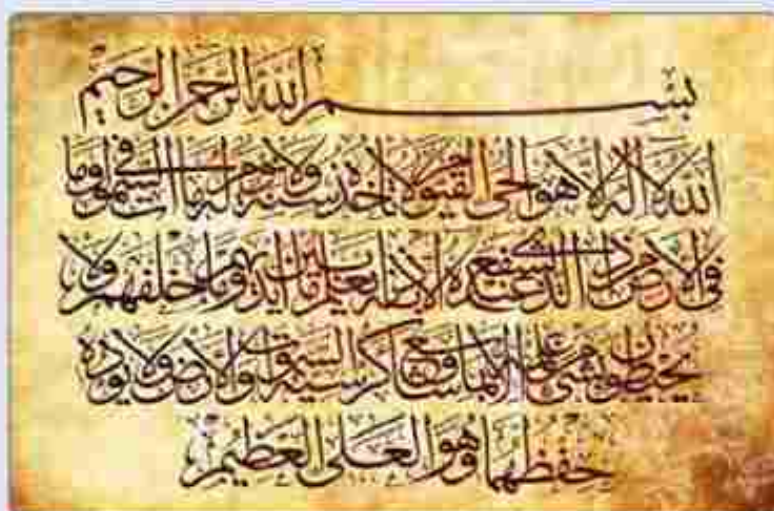 بسم الله الرحمن الرحيم
الله لا إله إلا هو الحي القيوم لا تأخذه سنة ولا نوم له ما في السموات وما
في الأرض من ذا الذي يشفع عنده إلا بإذنه يعلم ما بين أيديهم وما خلفهم ولا
يحيطون بشيء من علمه إلا بما شاء وسع كرسيه السموات والأرض ولا يؤده
حفظهما وهو العلي العظيم